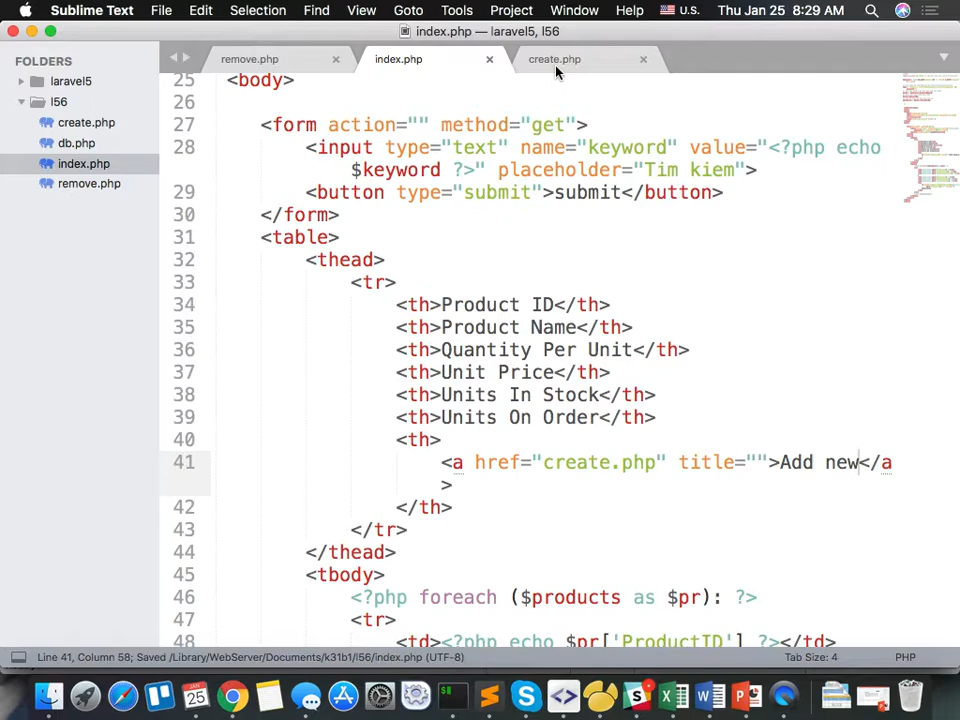 Sublime Text File Edit Selection Find View Goto Tools Project Window Help U.S. Thu Jan 25 8:29 AM
index.php — laravel5, l56
FOLDERS
laravel5
l56
create.php
db.php
index.php
remove.php
remove.php × index.php × create.php ×
25 <body>
26
27 <form action="" method="get">
28 <input type="text" name="keyword" value="<?php echo
$keyword ?>" placeholder="Tim kiem">
29 <button type="submit">submit</button>
30 </form>
31 <table>
32 <thead>
33 <tr>
34 <th>Product ID</th>
35 <th>Product Name</th>
36 <th>Quantity Per Unit</th>
37 <th>Unit Price</th>
38 <th>Units In Stock</th>
39 <th>Units On Order</th>
40 <th>
41 <a href="create.php" title="">Add new</a
>
42 </th>
43 </tr>
44 </thead>
45 <tbody>
46 <?php foreach ($products as $pr): ?>
47 <tr>
48 <td><?php echo $pr['ProductID'] ?></td>
Line 41, Column 58; Saved /Library/WebServer/Documents/k31b1/l56/index.php (UTF-8) Tab Size: 4 PHP